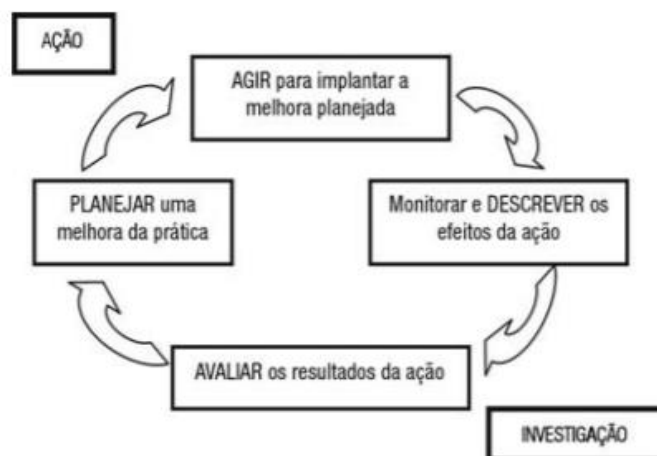 AÇÃO
AGIR para implantar a
melhora planejada
PLANEJAR uma
melhora da prática
Monitorar e DESCREVER os
efeitos da ação
AVALIAR os resultados da ação
INVESTIGAÇÃO